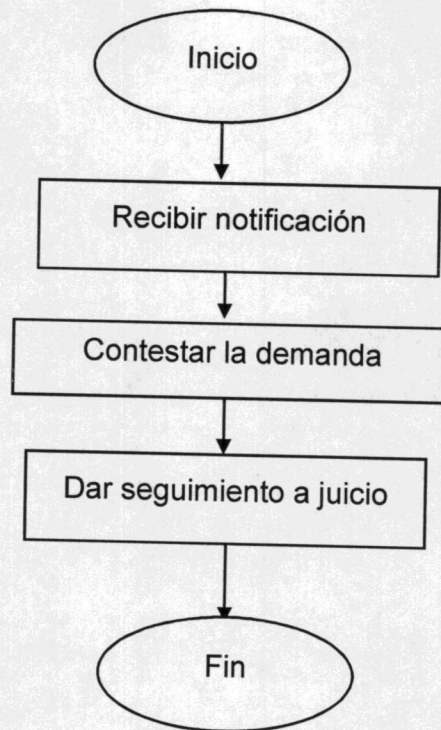 Inicio
Recibir notificación
Contestar la demanda
Dar seguimiento a juicio
Fin